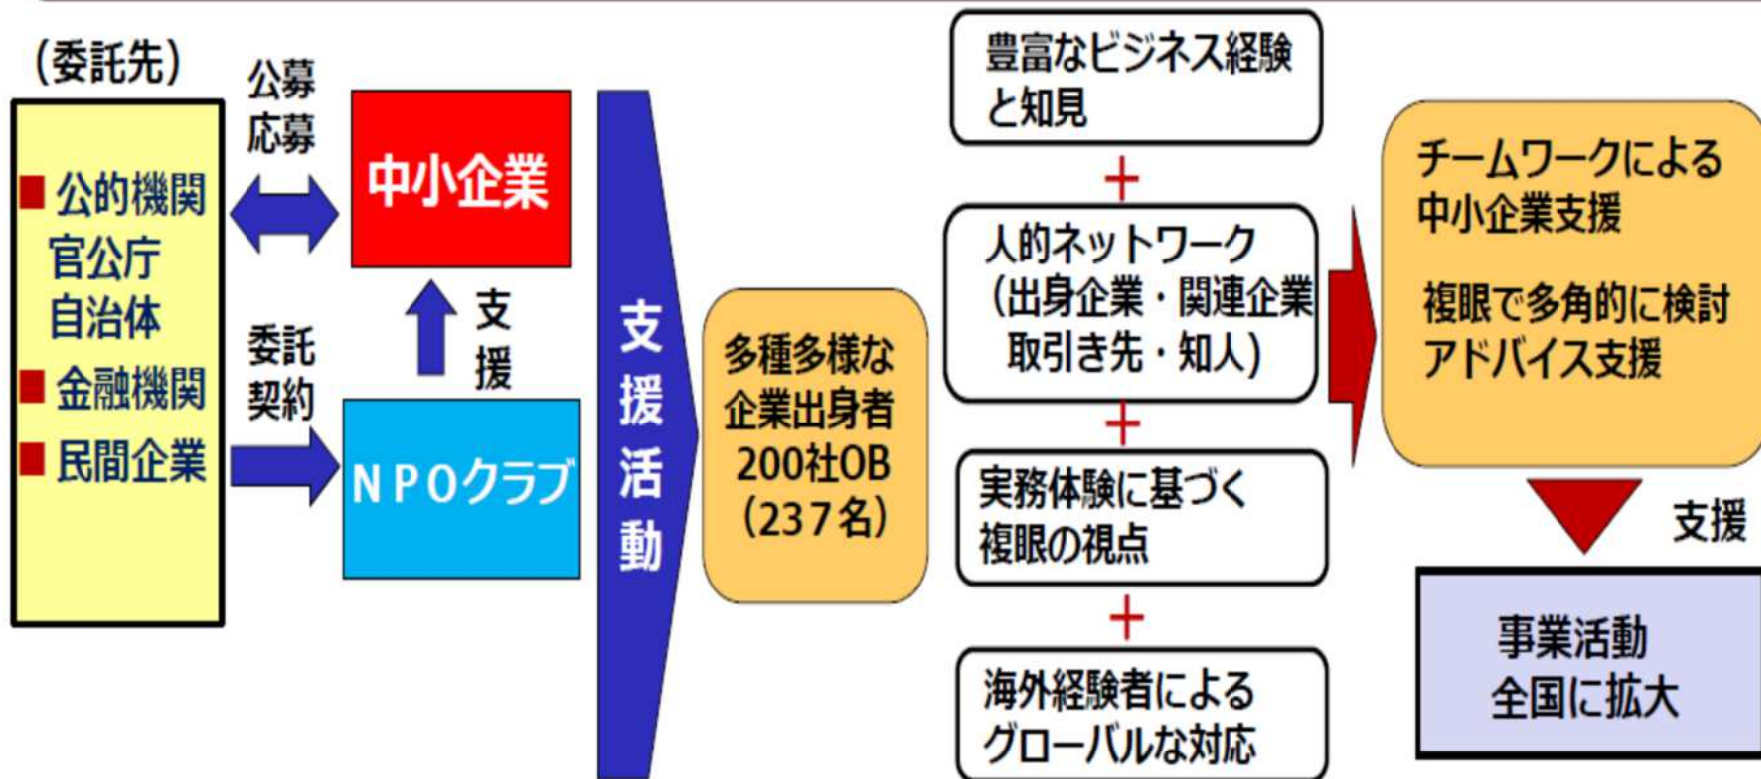 (委託先)
■ 公的機関
官公庁
自治体
■ 金融機関
■ 民間企業
公募
応募
委託
契約
中小企業
支
援
NPOクラブ
支
援
活
動
多種多様な
企業出身者
200社OB
(237名)
豊富なビジネス経験
と知見
+
人的ネットワーク
(出身企業・関連企業
取引き先・知人)
+
実務体験に基づく
複眼の視点
+
海外経験者による
グローバルな対応
チームワークによる
中小企業支援
複眼で多角的に検討
アドバイス支援
支援
事業活動
全国に拡大